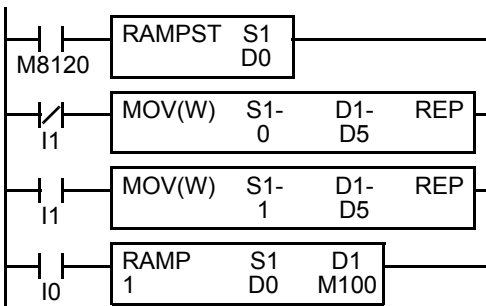 RAMPST S1
D0
M8120
MOV(W) S1- D1- REP
0 D5
I1
MOV(W) S1- D1- REP
1 D5
I1
RAMP S1 D1
1 D0 M100
I0